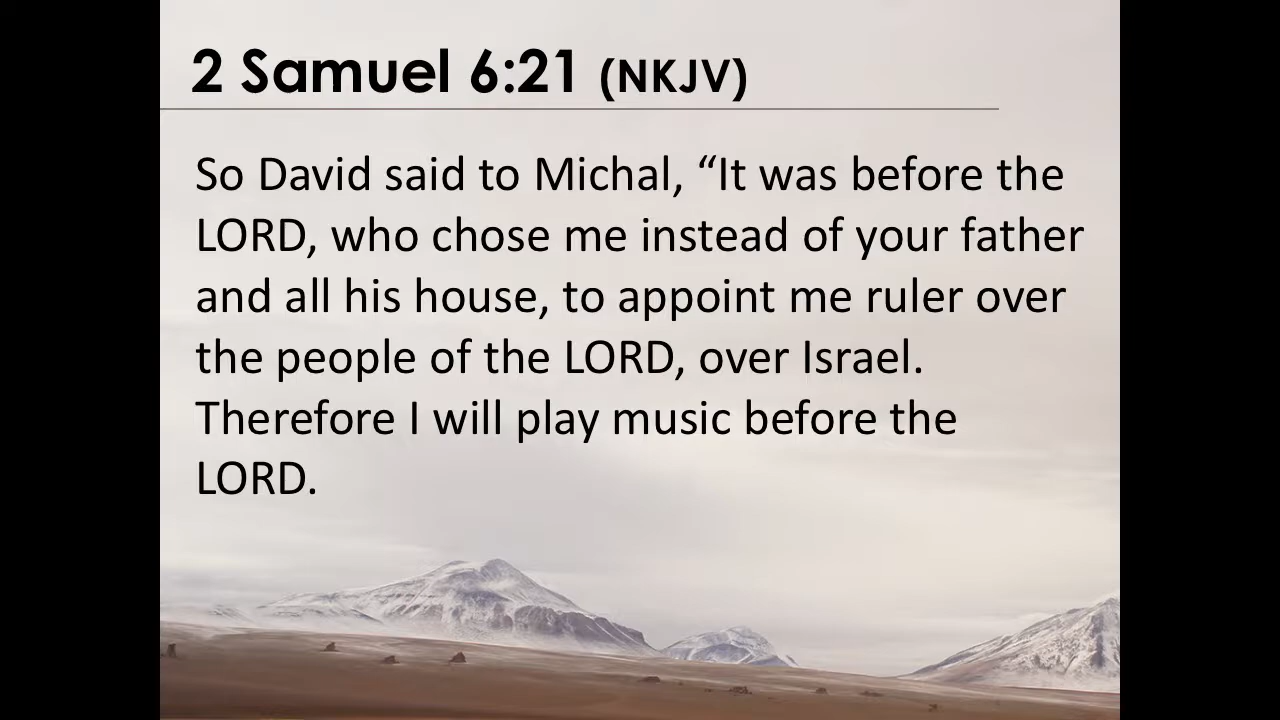 2 Samuel 6:21 (NKJV)
So David said to Michal, “It was before the
LORD, who chose me instead of your father
and all his house, to appoint me ruler over
the people of the LORD, over Israel.
Therefore I will play music before the
LORD.